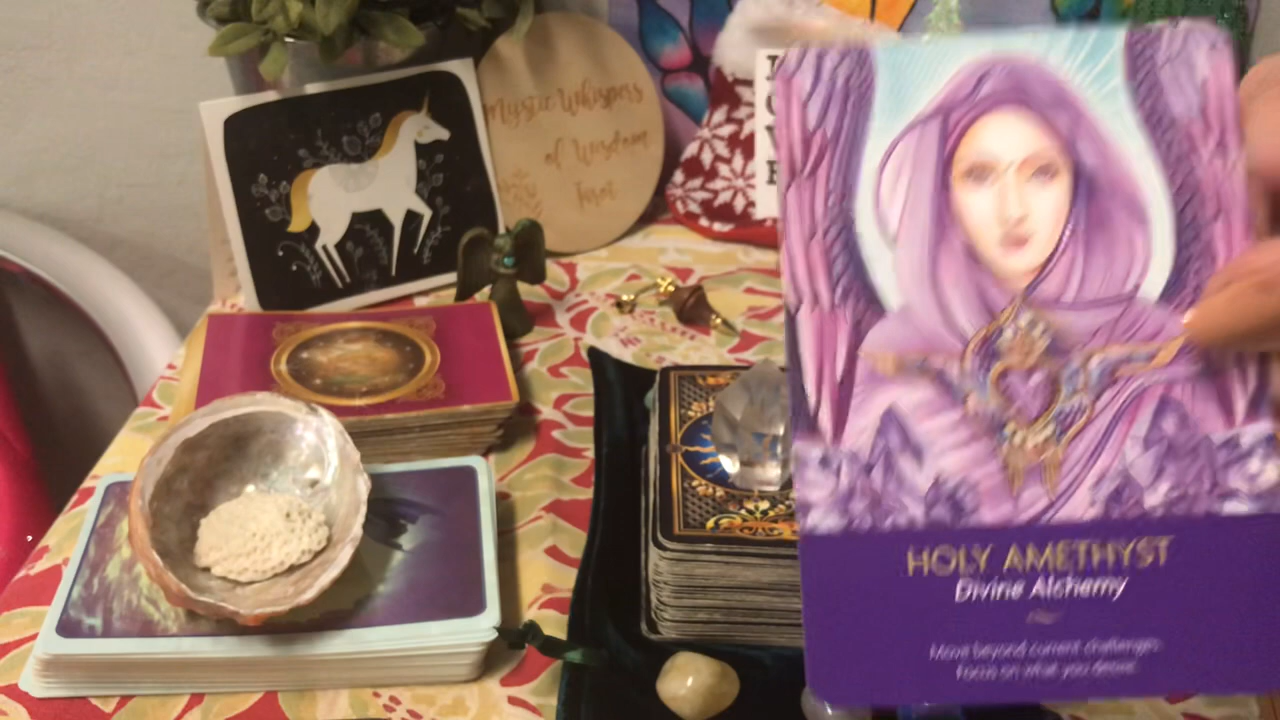 Mystic Whispers
of Wisdom
Tarot
L
O
V
E
HOLY AMETHYST
Divine Alchemy
Move beyond current challenges.
Focus on what you desire.